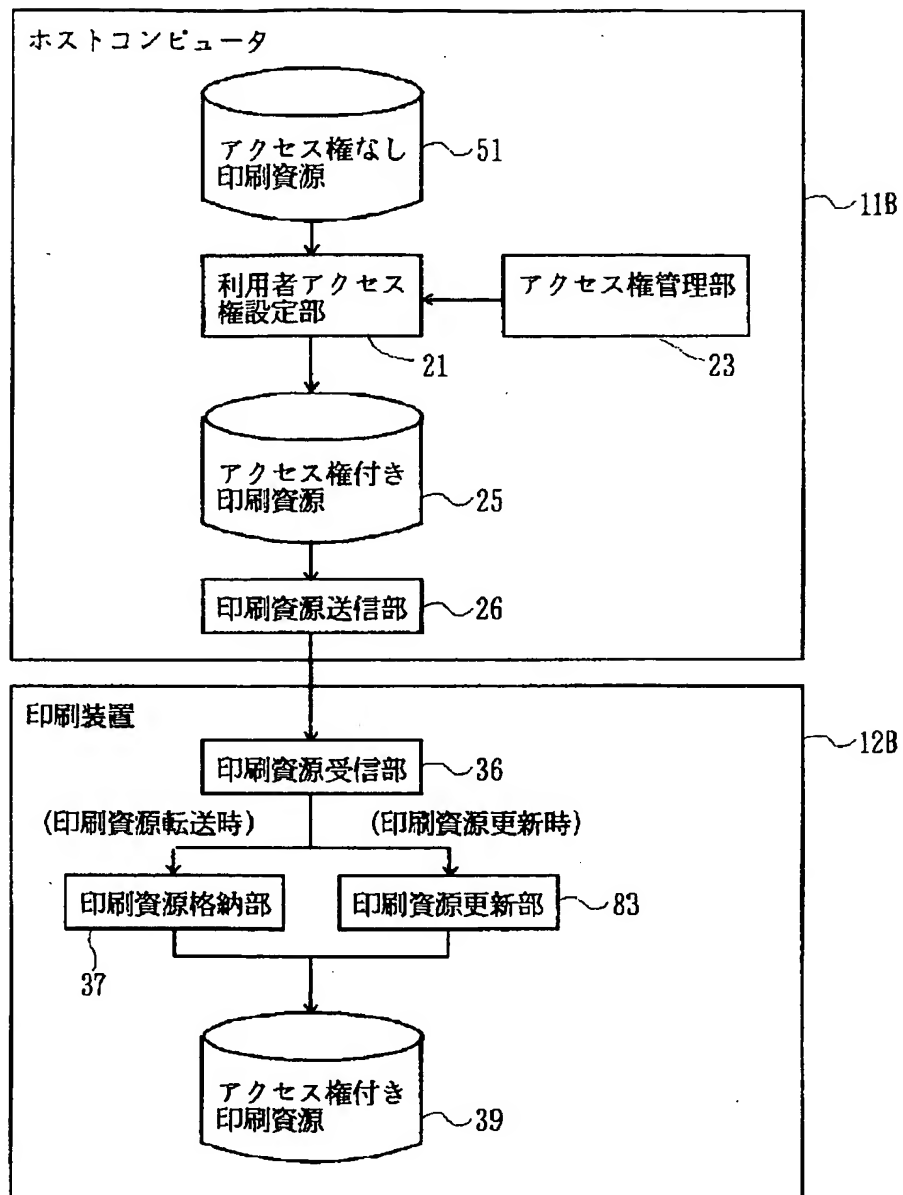 ホストコンピュータ
アクセス権なし
印刷資源
51
11B
利用者アクセス
権設定部
アクセス権管理部
21
23
アクセス権付き
印刷資源
25
印刷資源送信部
26
印刷装置
12B
印刷資源受信部
36
(印刷資源転送時)
(印刷資源更新時)
印刷資源格納部
印刷資源更新部
83
37
アクセス権付き
印刷資源
39